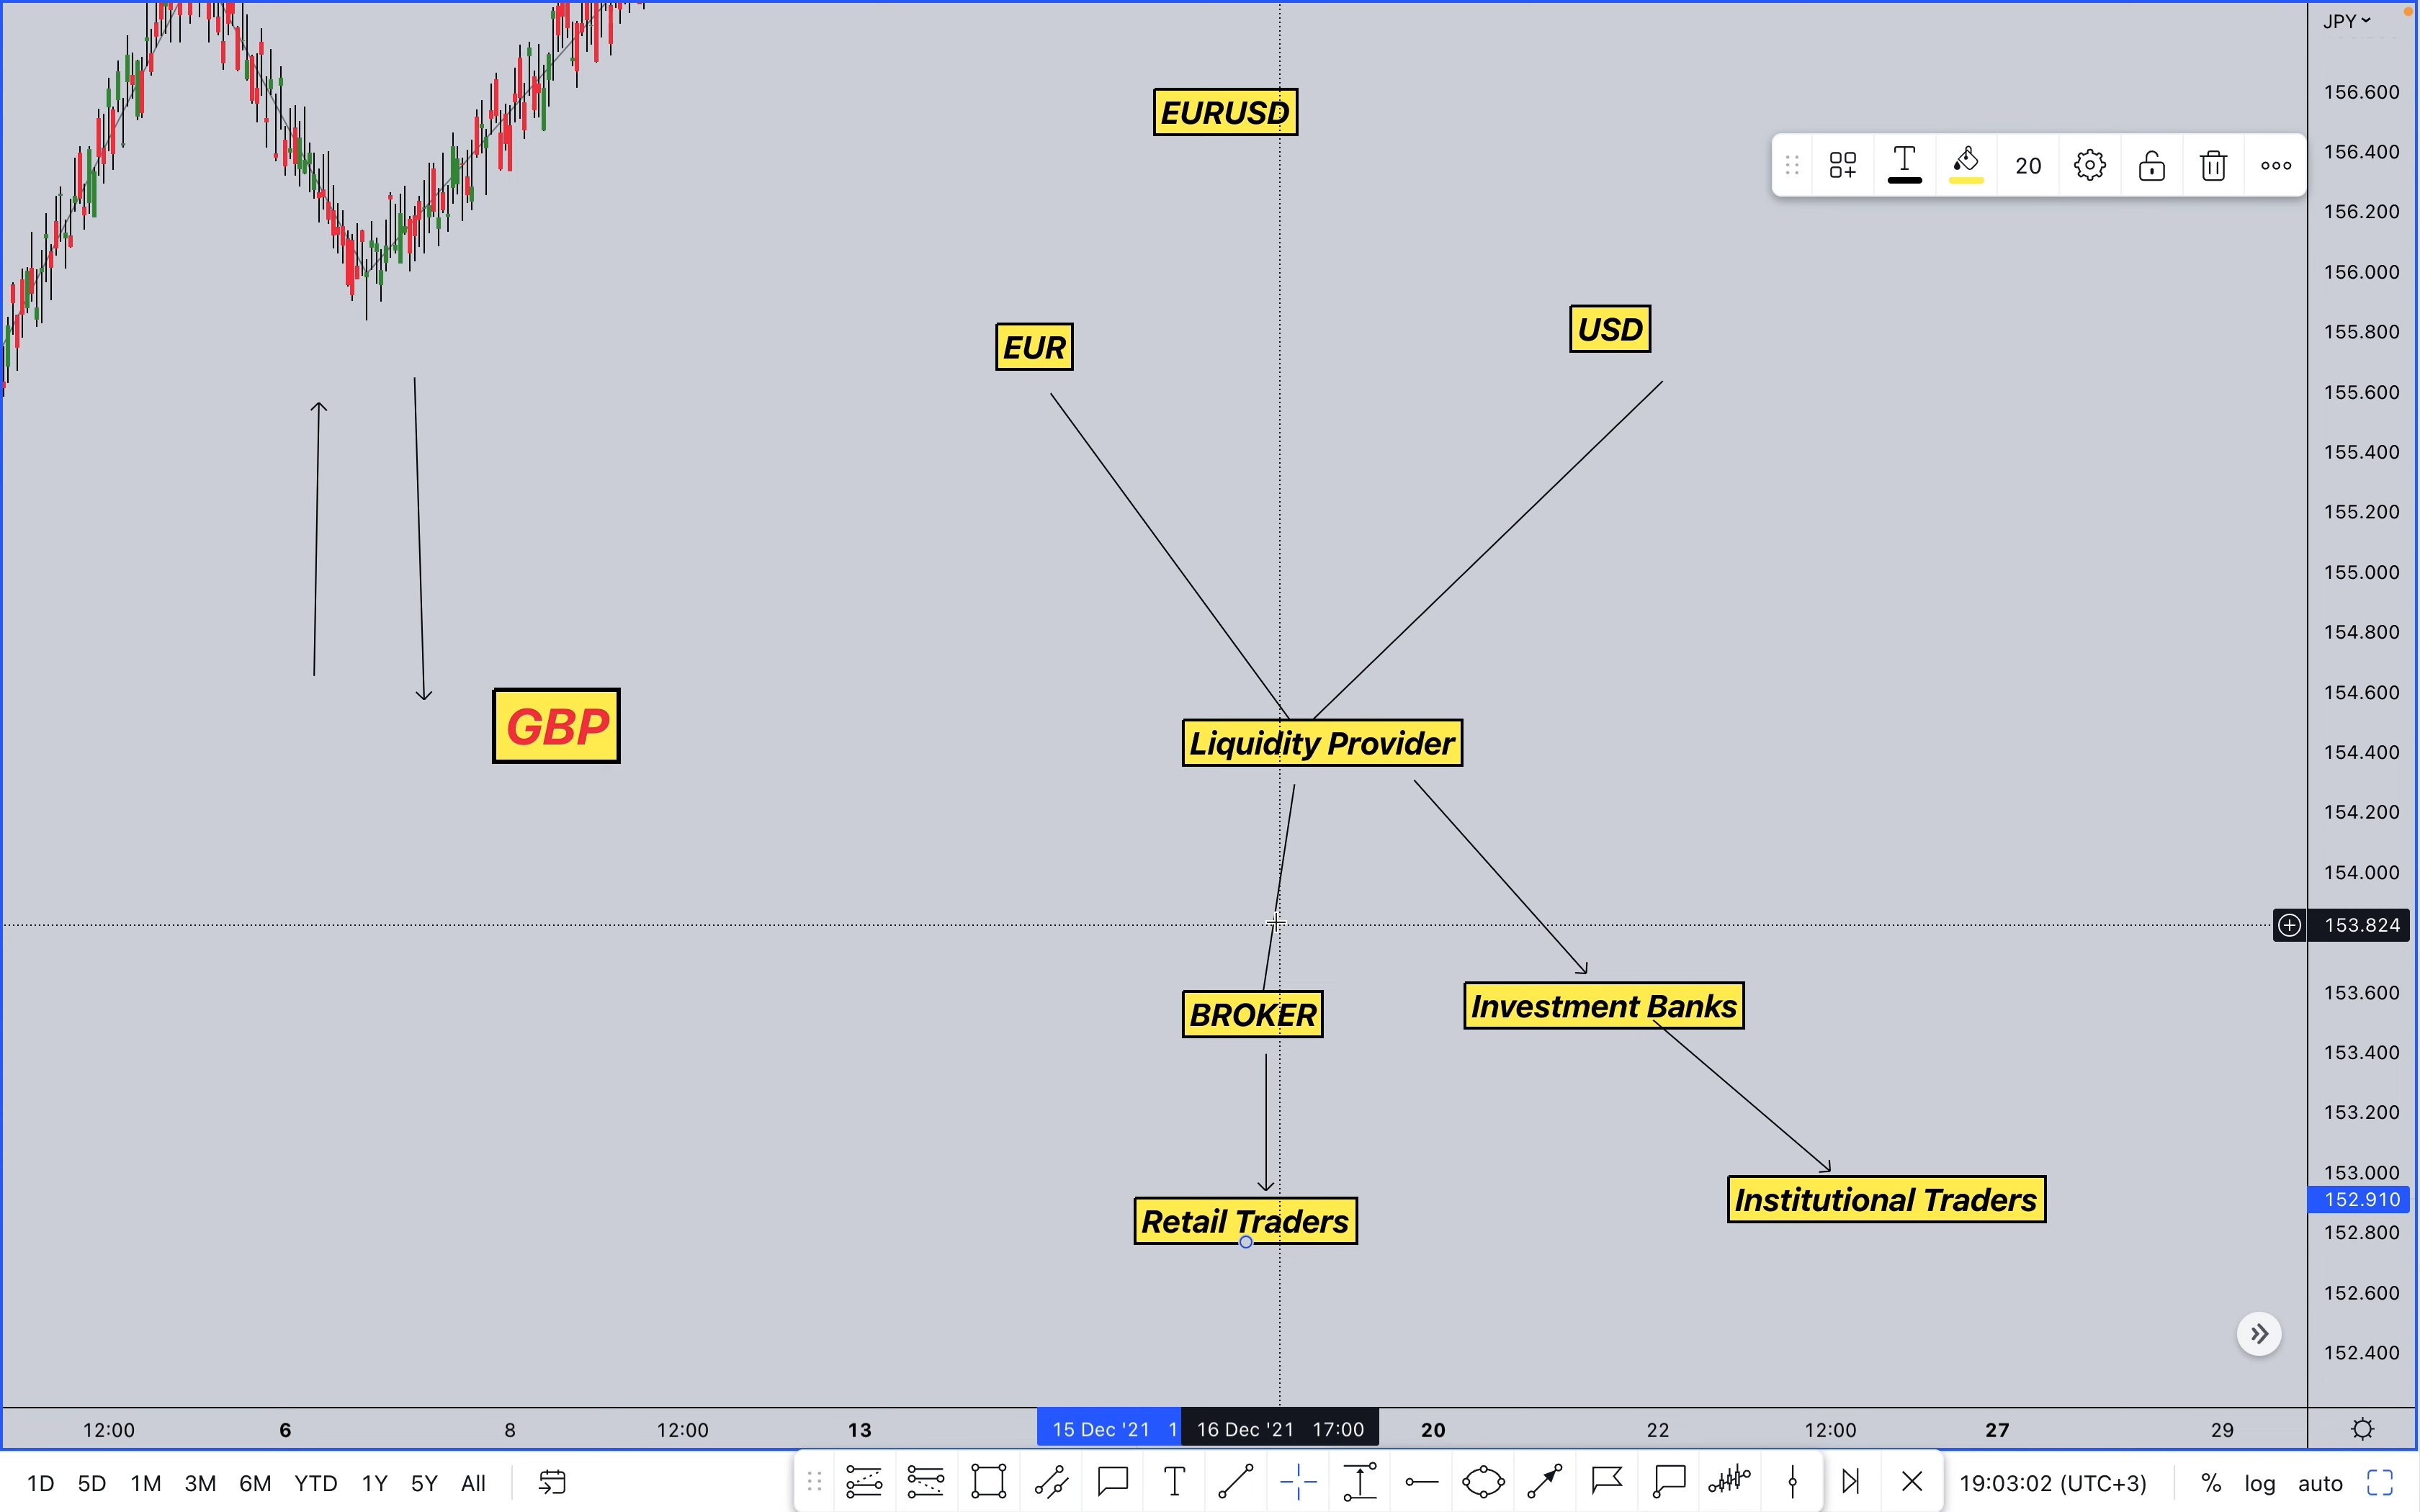 JPY
EURUSD
156.600
156.400
20
156.200
156.000
EUR
USD
155.800
155.600
155.400
155.200
155.000
154.800
154.600
GBP
Liquidity Provider
154.400
154.200
154.000
153.824
BROKER
Investment Banks
153.600
153.400
153.200
153.000
Retail Traders
Institutional Traders
152.910
152.800
152.600
152.400
12:00 6 8 12:00 13 15 Dec '21 1 16 Dec '21 17:00 20 22 12:00 27 29
1D 5D 1M 3M 6M YTD 1Y 5Y All T 19:03:02 (UTC+3) % log auto